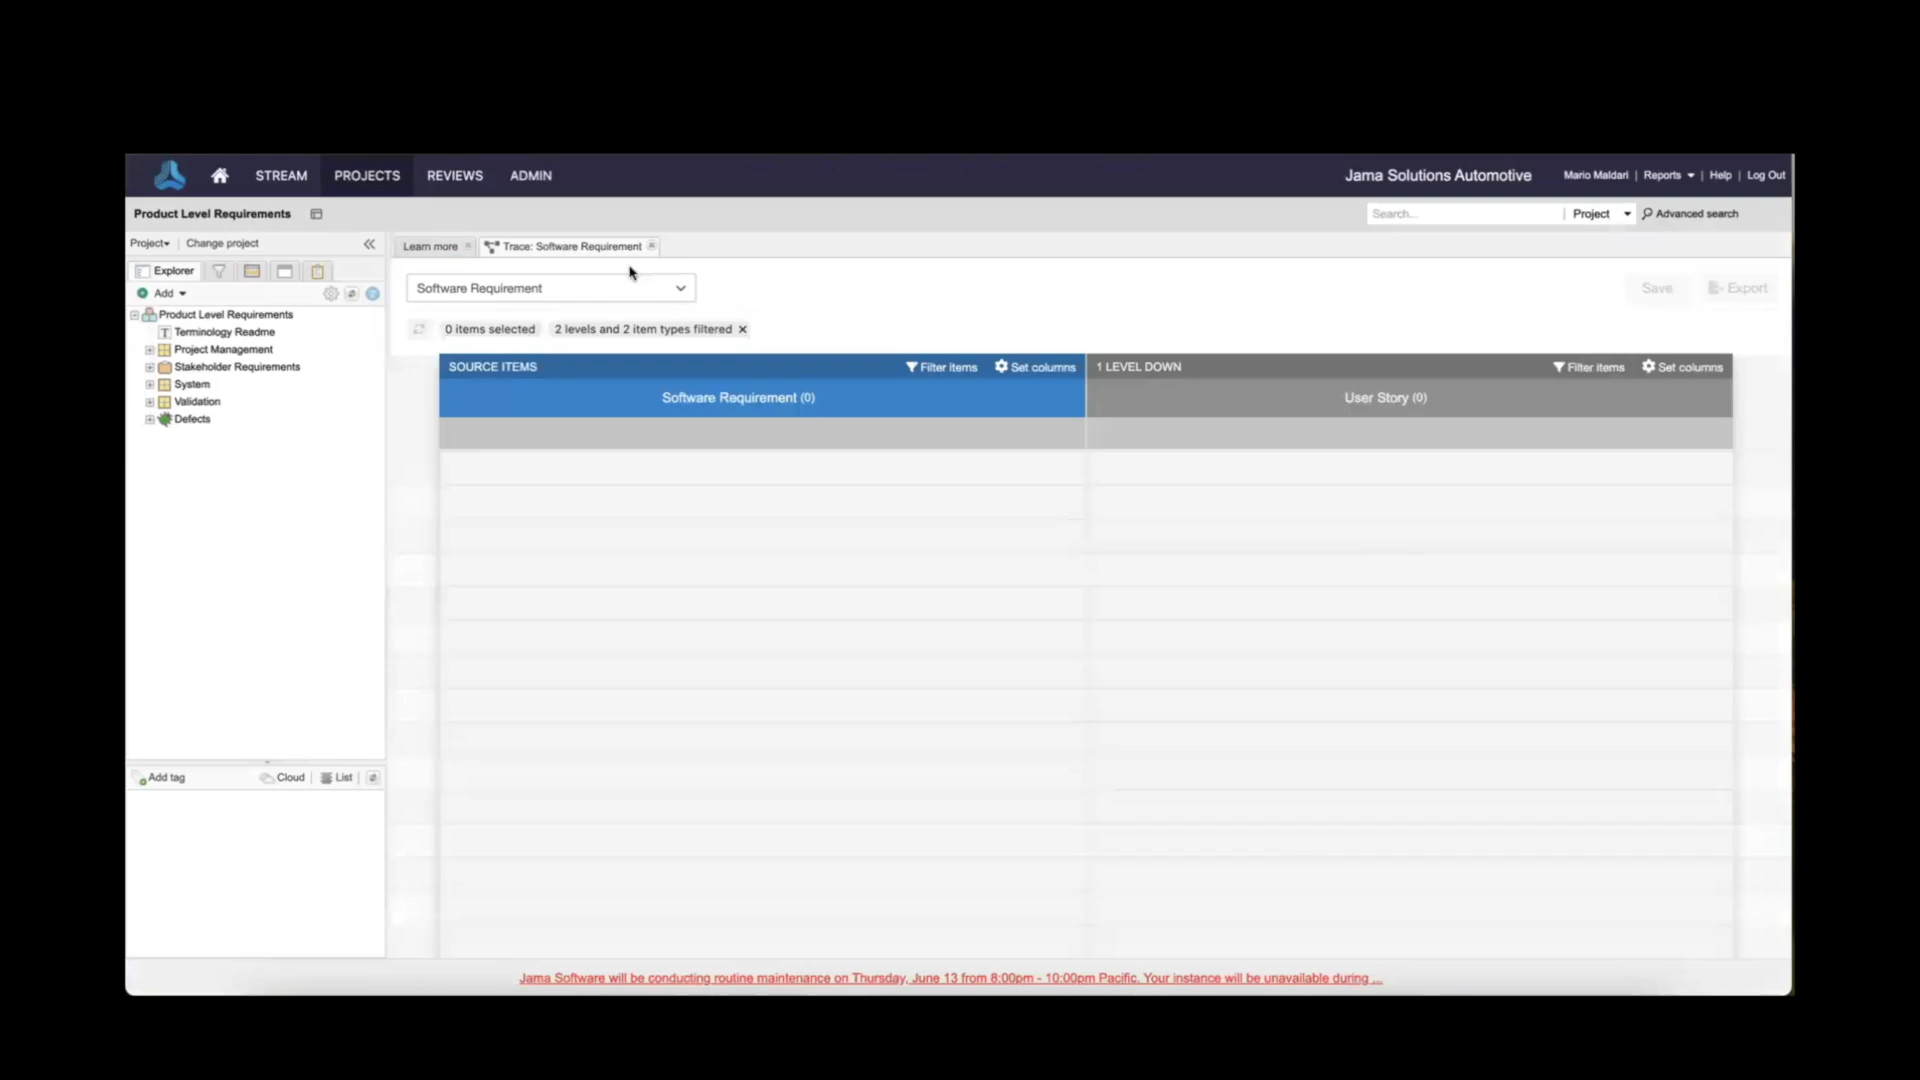 STREAM PROJECTS REVIEWS ADMIN Jama Solutions Automotive Mario Maldari | Reports | Help | Log Out
Product Level Requirements Search... Project Advanced search
Project Change project Learn more Trace: Software Requirement
Explorer
Software Requirement Save Export
Add
Product Level Requirements
Terminology Readme 0 items selected 2 levels and 2 item types filtered
Project Management
Stakeholder Requirements SOURCE ITEMS Filter items Set columns 1 LEVEL DOWN Filter items Set columns
System
Validation Software Requirement (0) User Story (0)
Defects
Add tag Cloud List
Jama Software will be conducting routine maintenance on Thursday, June 13 from 8:00pm - 10:00pm Pacific. Your instance will be unavailable during ...